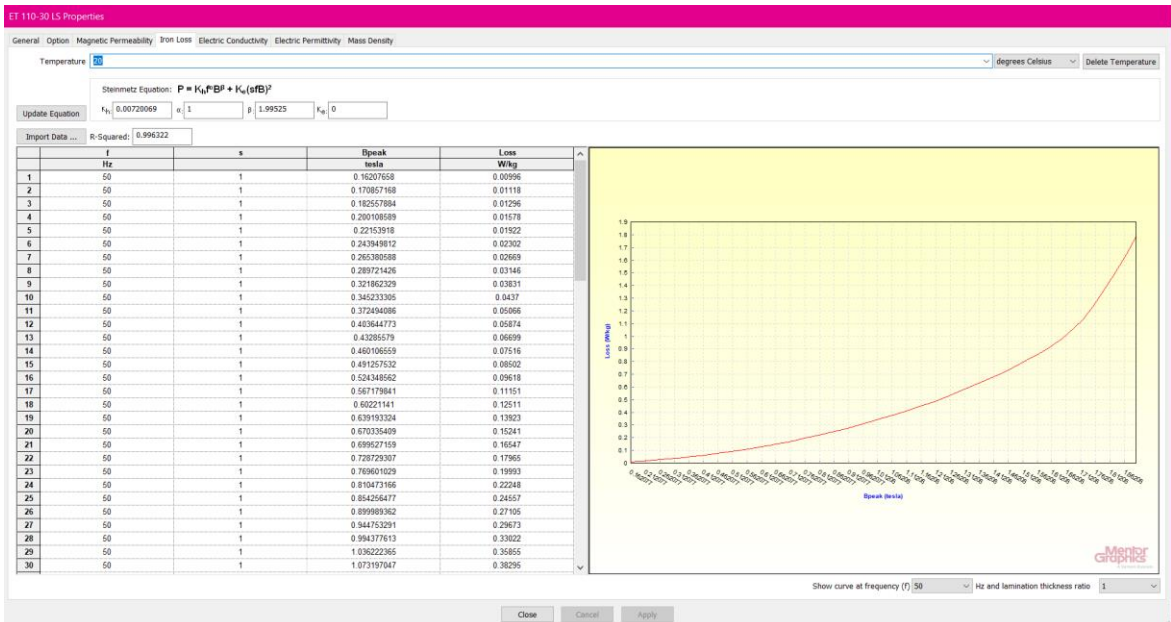 ET 110-30 LS Properties
General Option Magnetic Permeability Iron Loss Electric Conductivity Electric Permittivity Mass Density
Temperature 20 degrees Celsius Delete Temperature
Steinmetz Equation: P = Khf^αB^β + Ke(sfB)²
Update Equation Kh: 0.00720069 α: 1 β: 1.99525 Ke: 0
Import Data ... R-Squared: 0.996322
f s Bpeak Loss
Hz tesla W/kg
1 50 1 0.16207658 0.00996
2 50 1 0.170857168 0.01118
3 50 1 0.182557884 0.01296
4 50 1 0.200108589 0.01578
5 50 1 0.22153918 0.01922
6 50 1 0.243949812 0.02302
7 50 1 0.265380588 0.02669
8 50 1 0.289721426 0.03146
9 50 1 0.321862329 0.03831
10 50 1 0.345233305 0.0437
11 50 1 0.372494086 0.05066
12 50 1 0.403644773 0.05874
13 50 1 0.43285579 0.06699
14 50 1 0.460106559 0.07516
15 50 1 0.491257532 0.08502
16 50 1 0.524348562 0.09618
17 50 1 0.567179841 0.11151
18 50 1 0.60221141 0.12511
19 50 1 0.639193324 0.13923
20 50 1 0.670335409 0.15241
21 50 1 0.699527159 0.16547
22 50 1 0.728729307 0.17965
23 50 1 0.769601029 0.19993
24 50 1 0.810473166 0.22248
25 50 1 0.854256477 0.24557
26 50 1 0.899989362 0.27105
27 50 1 0.944753291 0.29673
28 50 1 0.994377613 0.33022
29 50 1 1.036222365 0.35855
30 50 1 1.073197047 0.38295
Loss (W/kg)
1.9
1.8
1.7
1.6
1.5
1.4
1.3
1.2
1.1
1
0.9
0.8
0.7
0.6
0.5
0.4
0.3
0.2
0.1
0
Bpeak (tesla)
Mentor
Graphics
Show curve at frequency (f) 50 Hz and lamination thickness ratio 1
Close Cancel Apply